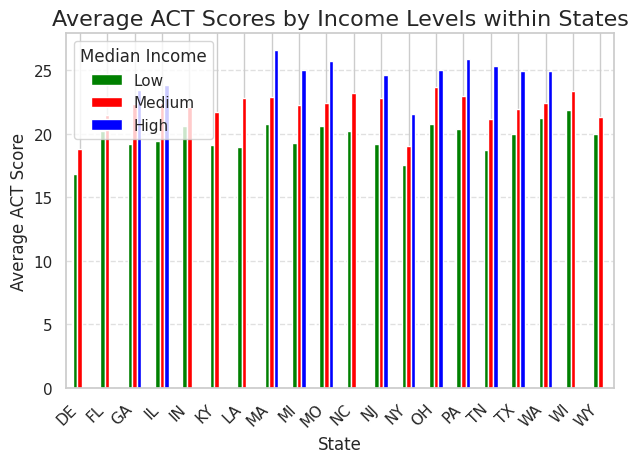 Average ACT Scores by Income Levels within States
Median Income
Low
Medium
High
Average ACT Score
25
20
15
10
5
0
DE FL GA IL IN KY LA MA MI MO NC NJ NY OH PA TN TX WA WI WY
State